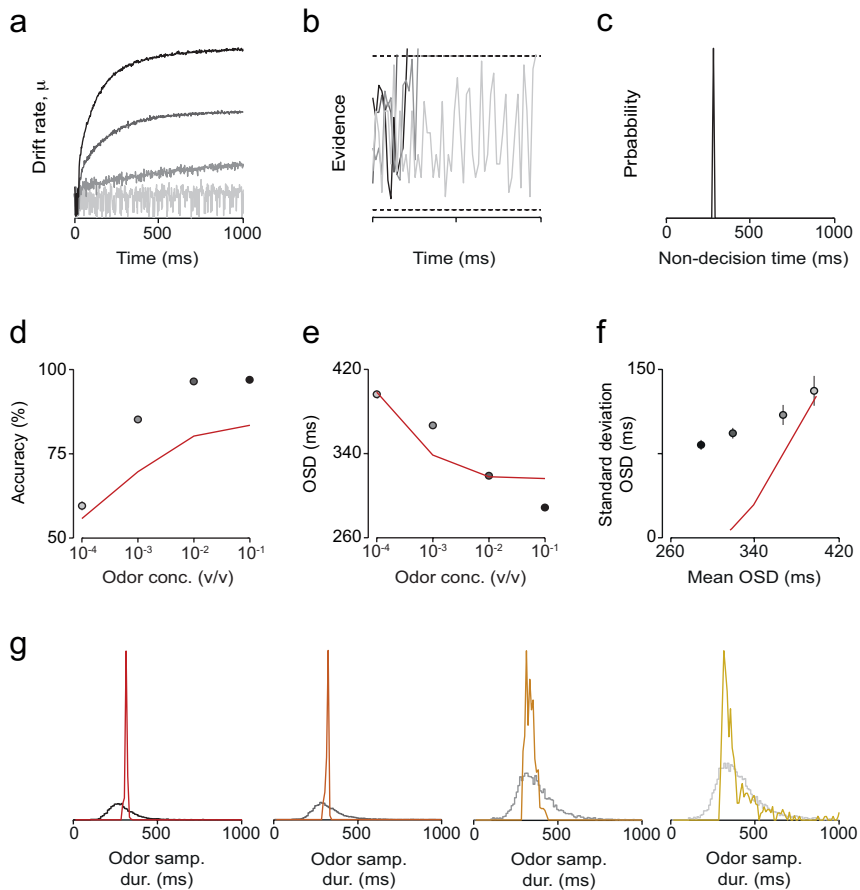 a
Drift rate, μ
0 500 1000
Time (ms)
b
Evidence
Time (ms)
c
Prbabbility
0 500 1000
Non-decision time (ms)
d
Accuracy (%)
100
75
50
10-4 10-3 10-2 10-1
Odor conc. (v/v)
e
OSD (ms)
420
340
260
10-4 10-3 10-2 10-1
Odor conc. (v/v)
f
Standard deviation
OSD (ms)
150
0
260 340 420
Mean OSD (ms)
g
0 500 1000
Odor samp.
dur. (ms)
0 500 1000
Odor samp.
dur. (ms)
0 500 1000
Odor samp.
dur. (ms)
0 500 1000
Odor samp.
dur. (ms)